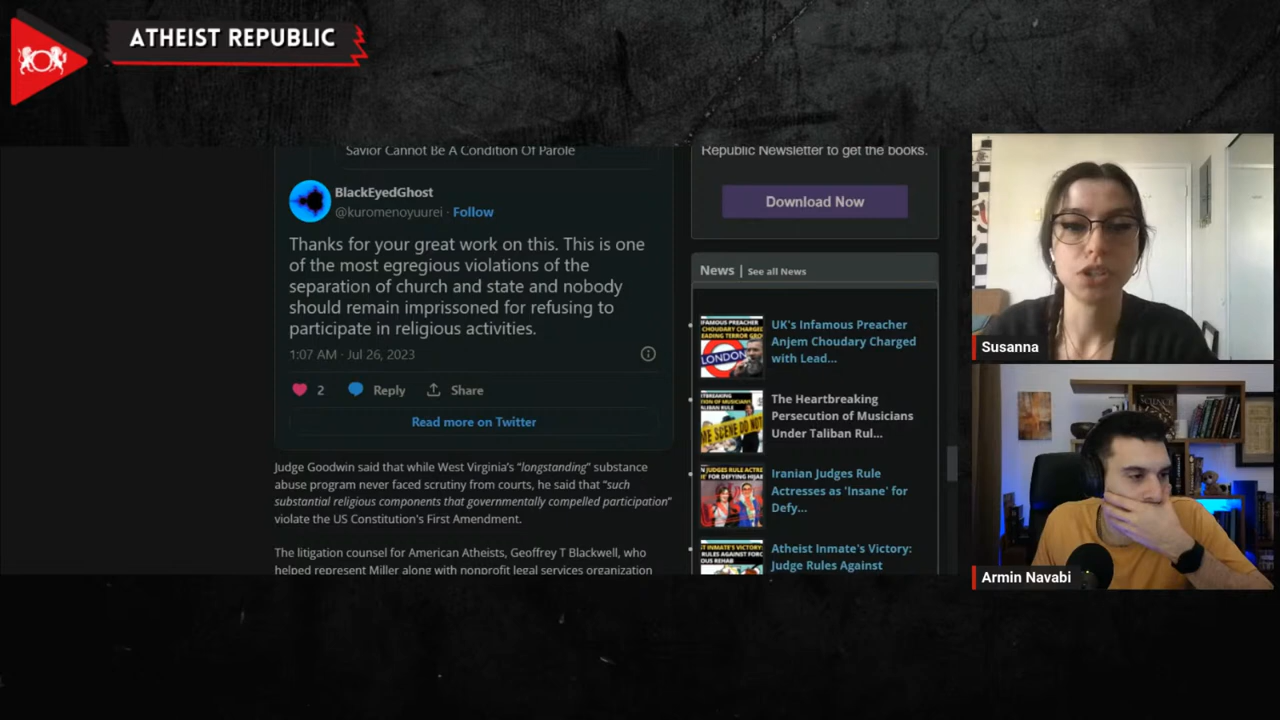 ATHEIST REPUBLIC
Savior Cannot Be A Condition Of Parole
BlackEyedGhost
@kuromenoyuurei · Follow
Thanks for your great work on this. This is one
of the most egregious violations of the
separation of church and state and nobody
should remain imprissoned for refusing to
participate in religious activities.
1:07 AM · Jul 26, 2023
2 Reply Share
Read more on Twitter
Judge Goodwin said that while West Virginia's "longstanding" substance
abuse program never faced scrutiny from courts, he said that "such
substantial religious components that governmentally compelled participation"
violate the US Constitution's First Amendment.
The litigation counsel for American Atheists, Geoffrey T Blackwell, who
helped represent Miller along with nonprofit legal services organization
Republic Newsletter to get the books.
Download Now
News | See all News
CHOUDARY CHARGED
LONDON
UK's Infamous Preacher
Anjem Choudary Charged
with Lead...
ME SCENE DO NOT
The Heartbreaking
Persecution of Musicians
Under Taliban Rul...
Iranian Judges Rule
Actresses as 'Insane' for
Defy...
Atheist Inmate's Victory:
Judge Rules Against
Susanna
Armin Navabi